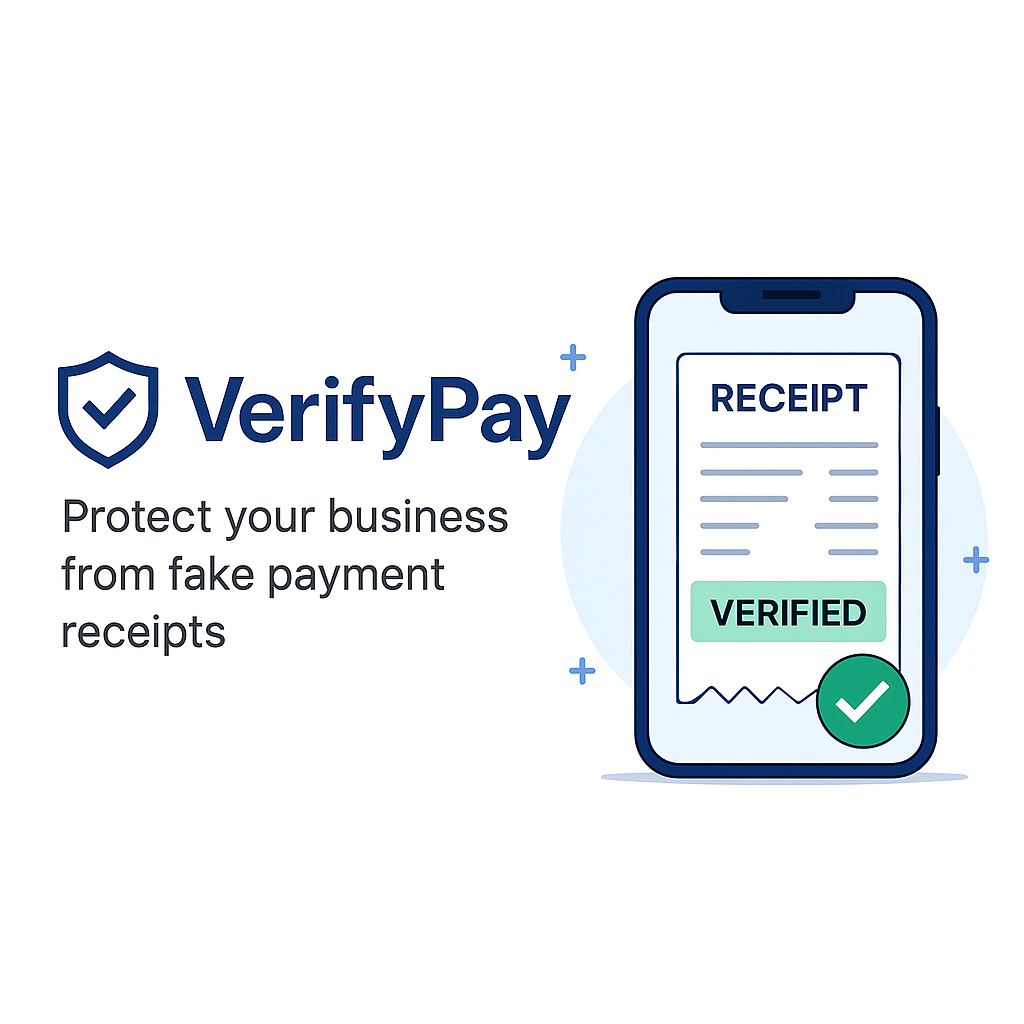 VerifyPay
Protect your business
from fake payment
receipts
RECEIPT
VERIFIED